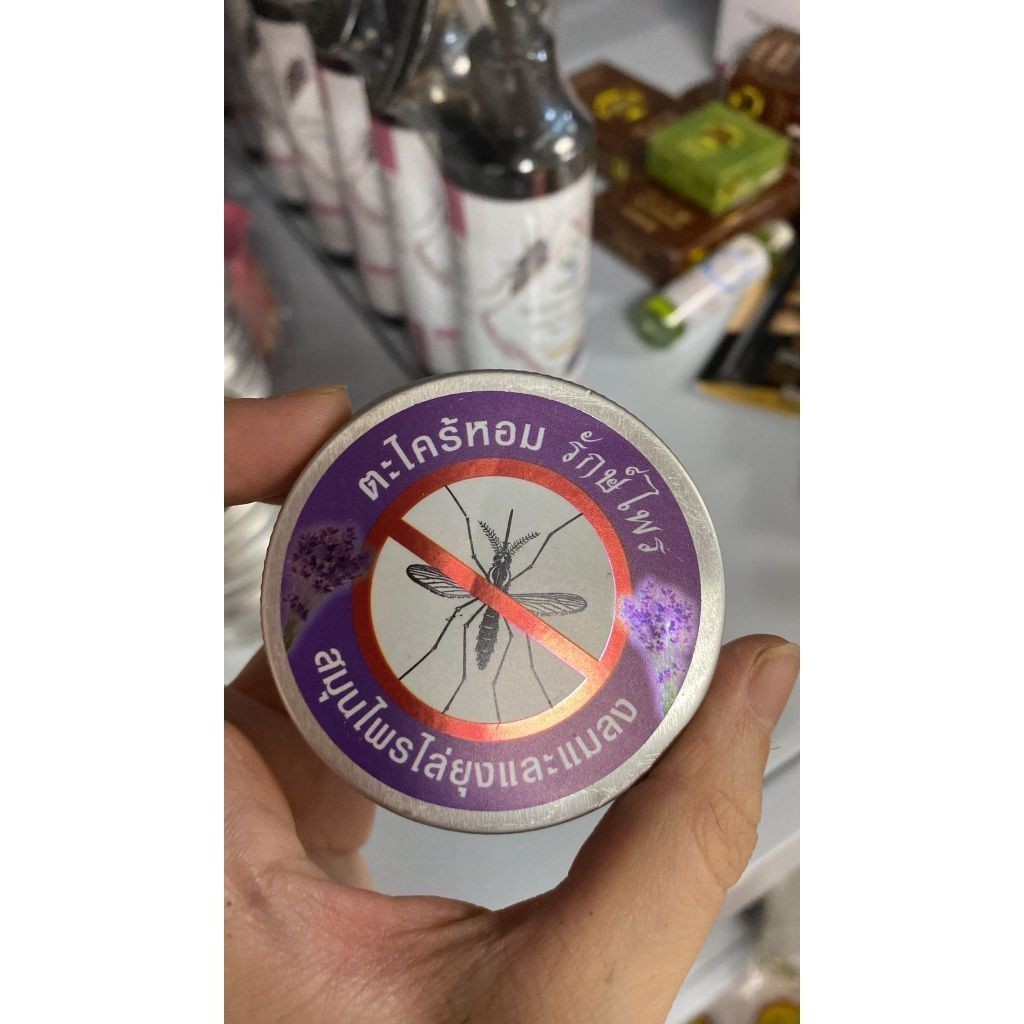 ตะไคร้หอม รักษ์ไพร
สมุนไพรไล่ยุงและแมลง